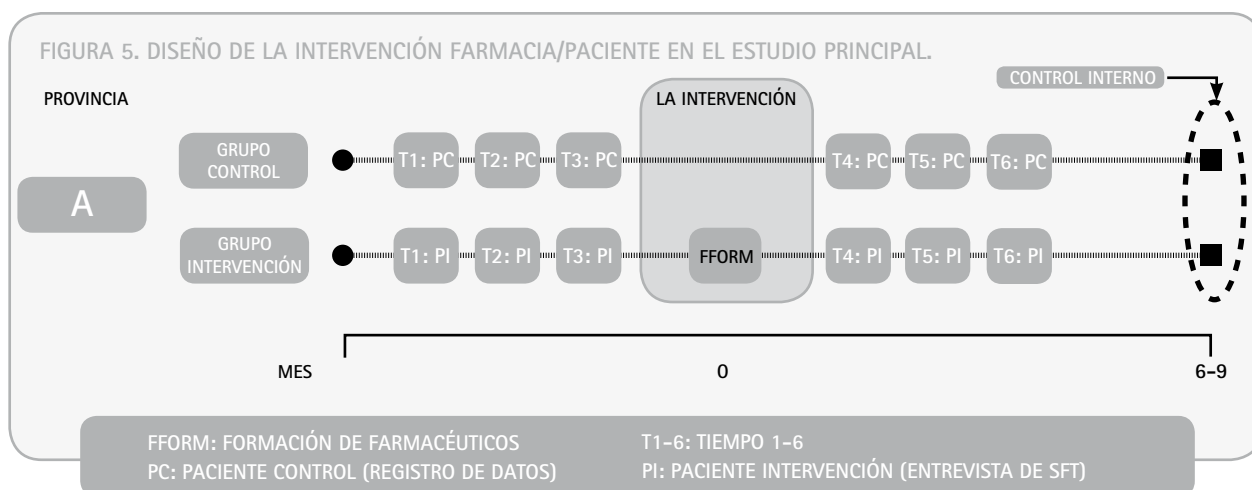 FIGURA 5. DISEÑO DE LA INTERVENCIÓN FARMACIA/PACIENTE EN EL ESTUDIO PRINCIPAL.
CONTROL INTERNO
PROVINCIA
LA INTERVENCIÓN
GRUPO
CONTROL
T1: PC
T2: PC
T3: PC
T4: PC
T5: PC
T6: PC
A
GRUPO
INTERVENCIÓN
T1: PI
T2: PI
T3: PI
FFORM
T4: PI
T5: PI
T6: PI
MES
0
6-9
FFORM: FORMACIÓN DE FARMACÉUTICOS
T1-6: TIEMPO 1-6
PC: PACIENTE CONTROL (REGISTRO DE DATOS)
PI: PACIENTE INTERVENCIÓN (ENTREVISTA DE SFT)